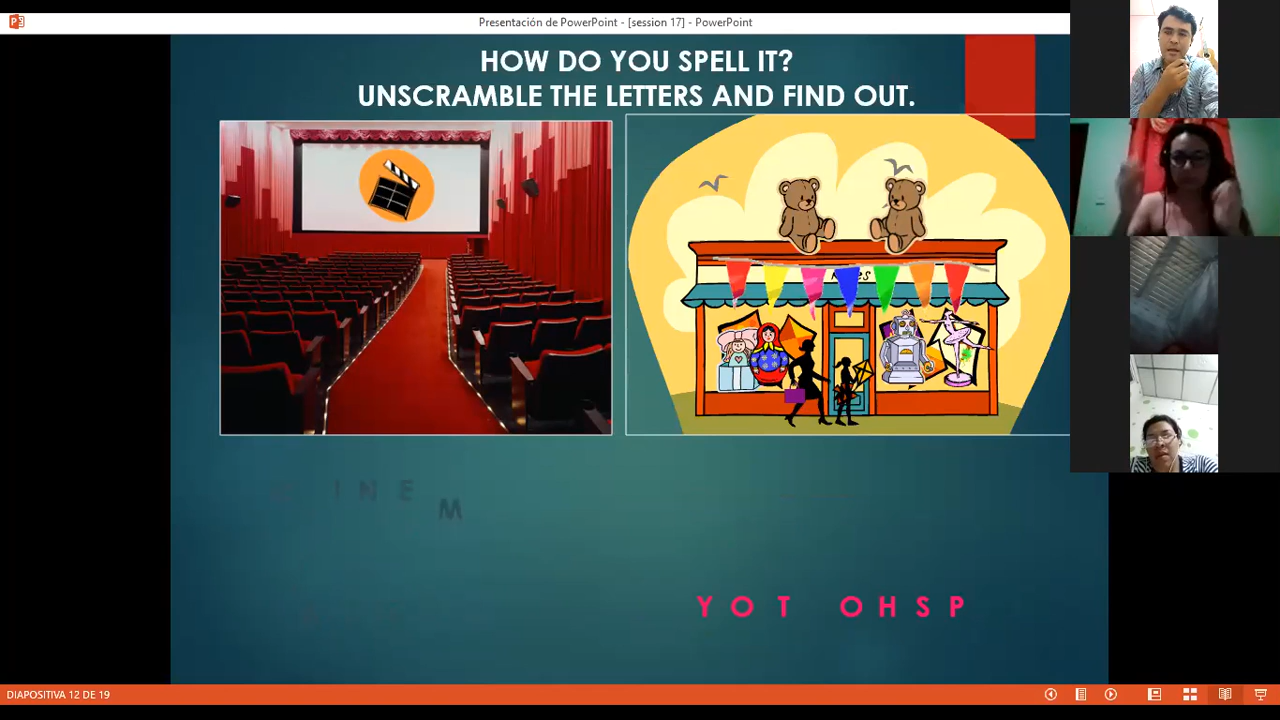 Presentación de PowerPoint - [session 17] - PowerPoint
HOW DO YOU SPELL IT?
UNSCRAMBLE THE LETTERS AND FIND OUT.
I N E M
Y O T O H S P
DIAPOSITIVA 12 DE 19